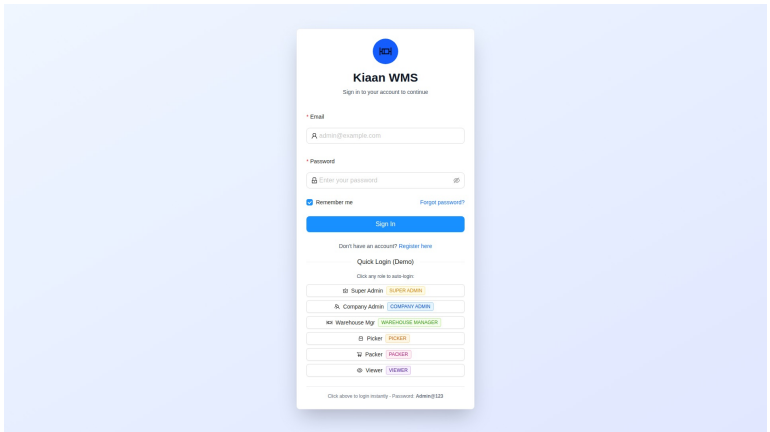 Kiaan WMS
Sign in to your account to continue
* Email
admin@example.com
* Password
Enter your password
Remember me Forgot password?
Sign In
Don't have an account? Register here
Quick Login (Demo)
Click any role to auto-login:
Super Admin SUPER ADMIN
Company Admin COMPANY ADMIN
Warehouse Mgr WAREHOUSE MANAGER
Picker PICKER
Packer PACKER
Viewer VIEWER
Click above to login instantly - Password: Admin@123